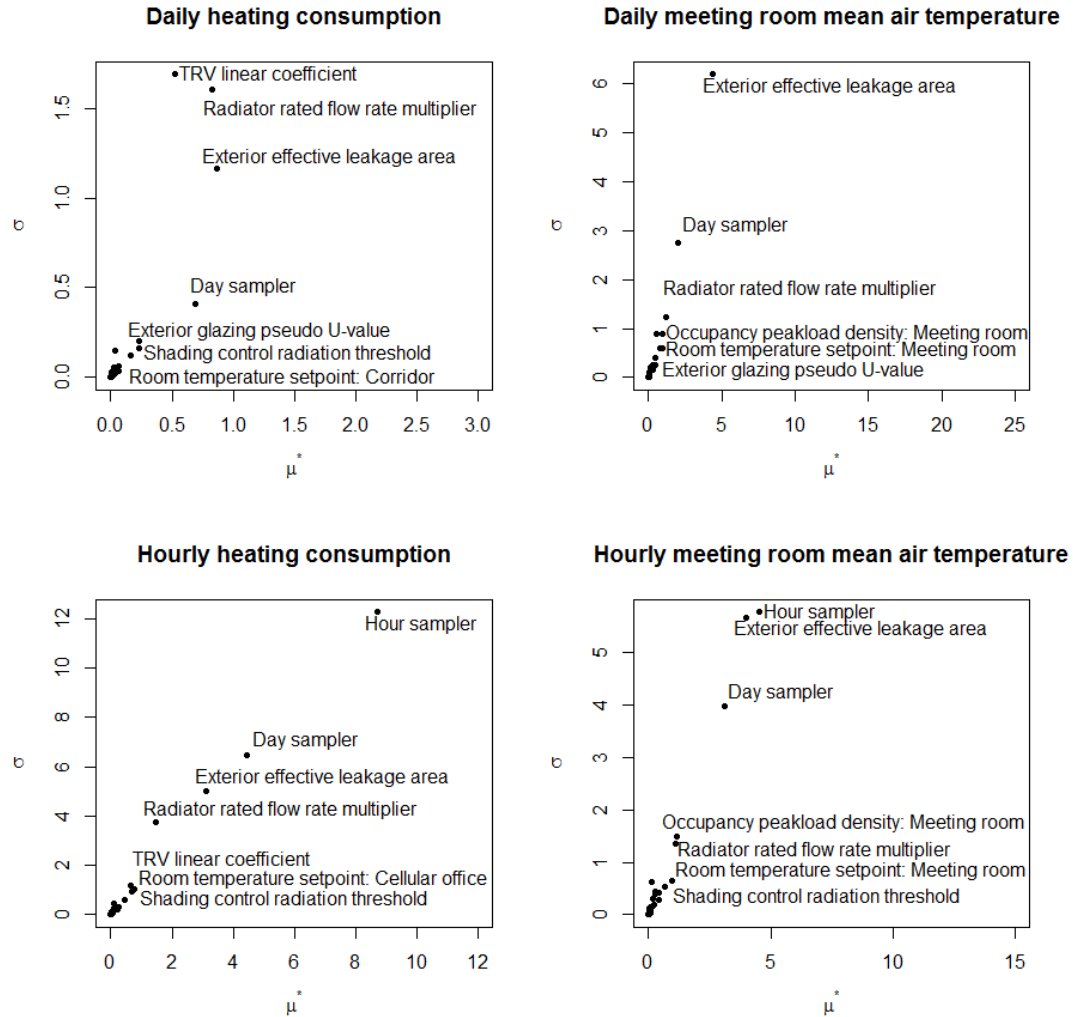 Daily heating consumption
TRV linear coefficient
Radiator rated flow rate multiplier
Exterior effective leakage area
Day sampler
Exterior glazing pseudo U-value
Shading control radiation threshold
Room temperature setpoint: Corridor
σ
0.0 0.5 1.0 1.5
0.0 0.5 1.0 1.5 2.0 2.5 3.0
μ*
Daily meeting room mean air temperature
Exterior effective leakage area
Day sampler
Radiator rated flow rate multiplier
Occupancy peakload density: Meeting room
Room temperature setpoint: Meeting room
Exterior glazing pseudo U-value
σ
0 1 2 3 4 5 6
0 5 10 15 20 25
μ*
Hourly heating consumption
Hour sampler
Day sampler
Exterior effective leakage area
Radiator rated flow rate multiplier
TRV linear coefficient
Room temperature setpoint: Cellular office
Shading control radiation threshold
σ
0 2 4 6 8 10 12
0 2 4 6 8 10 12
μ*
Hourly meeting room mean air temperature
Hour sampler
Exterior effective leakage area
Day sampler
Occupancy peakload density: Meeting room
Radiator rated flow rate multiplier
Room temperature setpoint: Meeting room
Shading control radiation threshold
σ
0 1 2 3 4 5
0 5 10 15
μ*